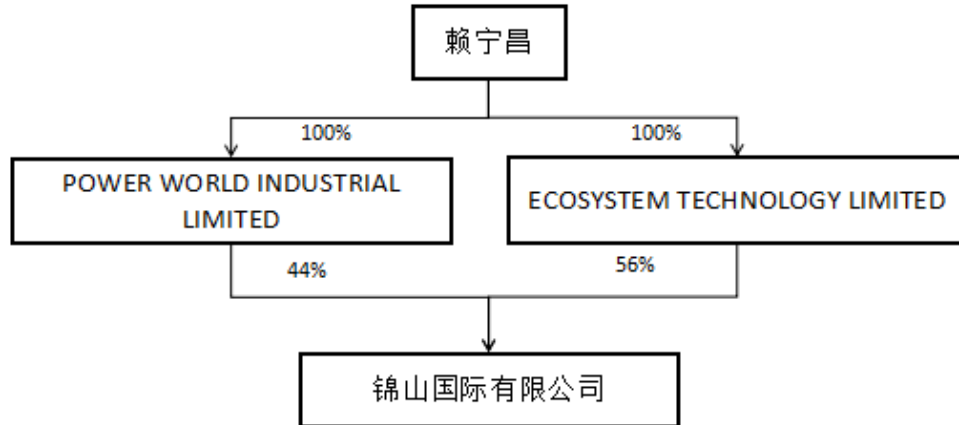 赖宁昌
100%
100%
POWER WORLD INDUSTRIAL
LIMITED
ECOSYSTEM TECHNOLOGY LIMITED
44%
56%
锦山国际有限公司